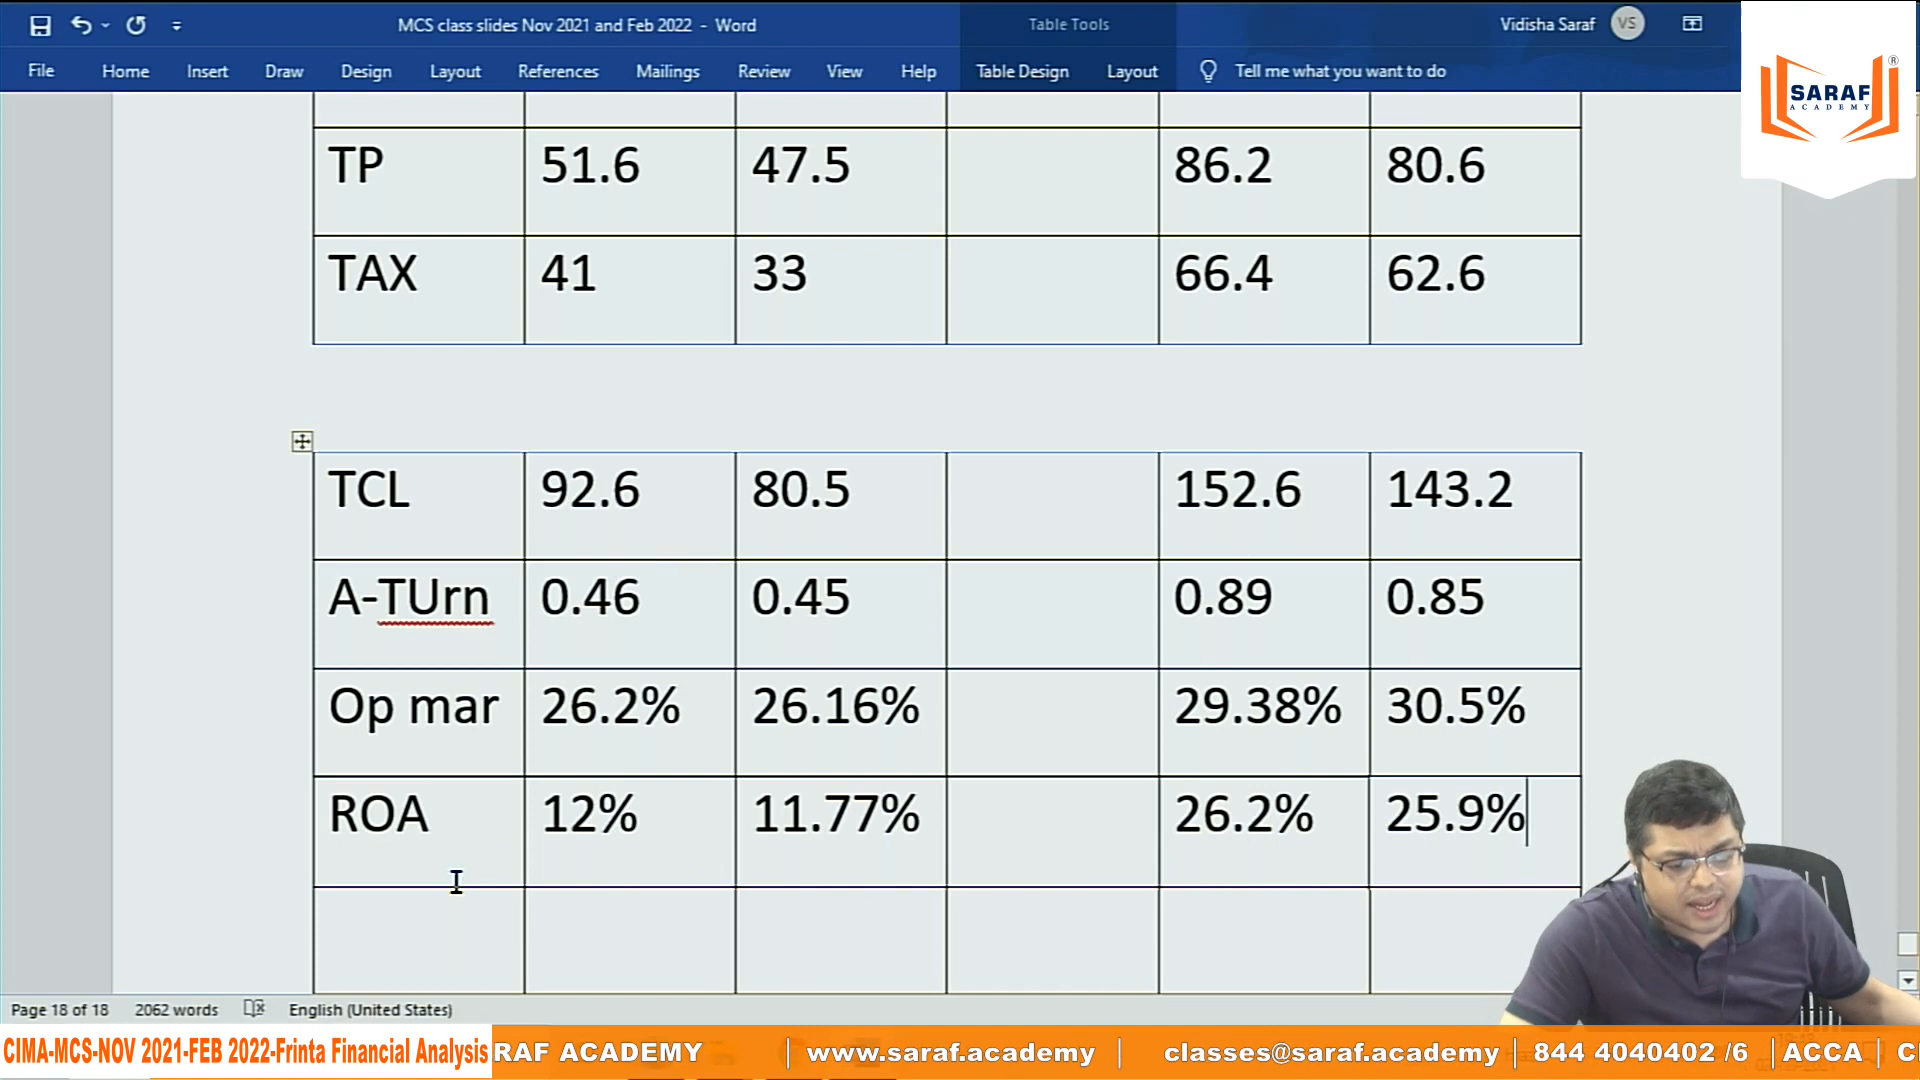 MCS class slides Nov 2021 and Feb 2022 - Word
Table Tools
Vidisha Saraf
VS
File Home Insert Draw Design Layout References Mailings Review View Help Table Design Layout Tell me what you want to do
SARAF
ACADEMY
®
TP 51.6 47.5 86.2 80.6
TAX 41 33 66.4 62.6
TCL 92.6 80.5 152.6 143.2
A-TUrn 0.46 0.45 0.89 0.85
Op mar 26.2% 26.16% 29.38% 30.5%
ROA 12% 11.77% 26.2% 25.9%
Page 18 of 18 2062 words English (United States)
CIMA-MCS-NOV 2021-FEB 2022-Frinta Financial Analysis
RAF ACADEMY | www.saraf.academy | classes@saraf.academy | 844 4040402 /6 | ACCA | C